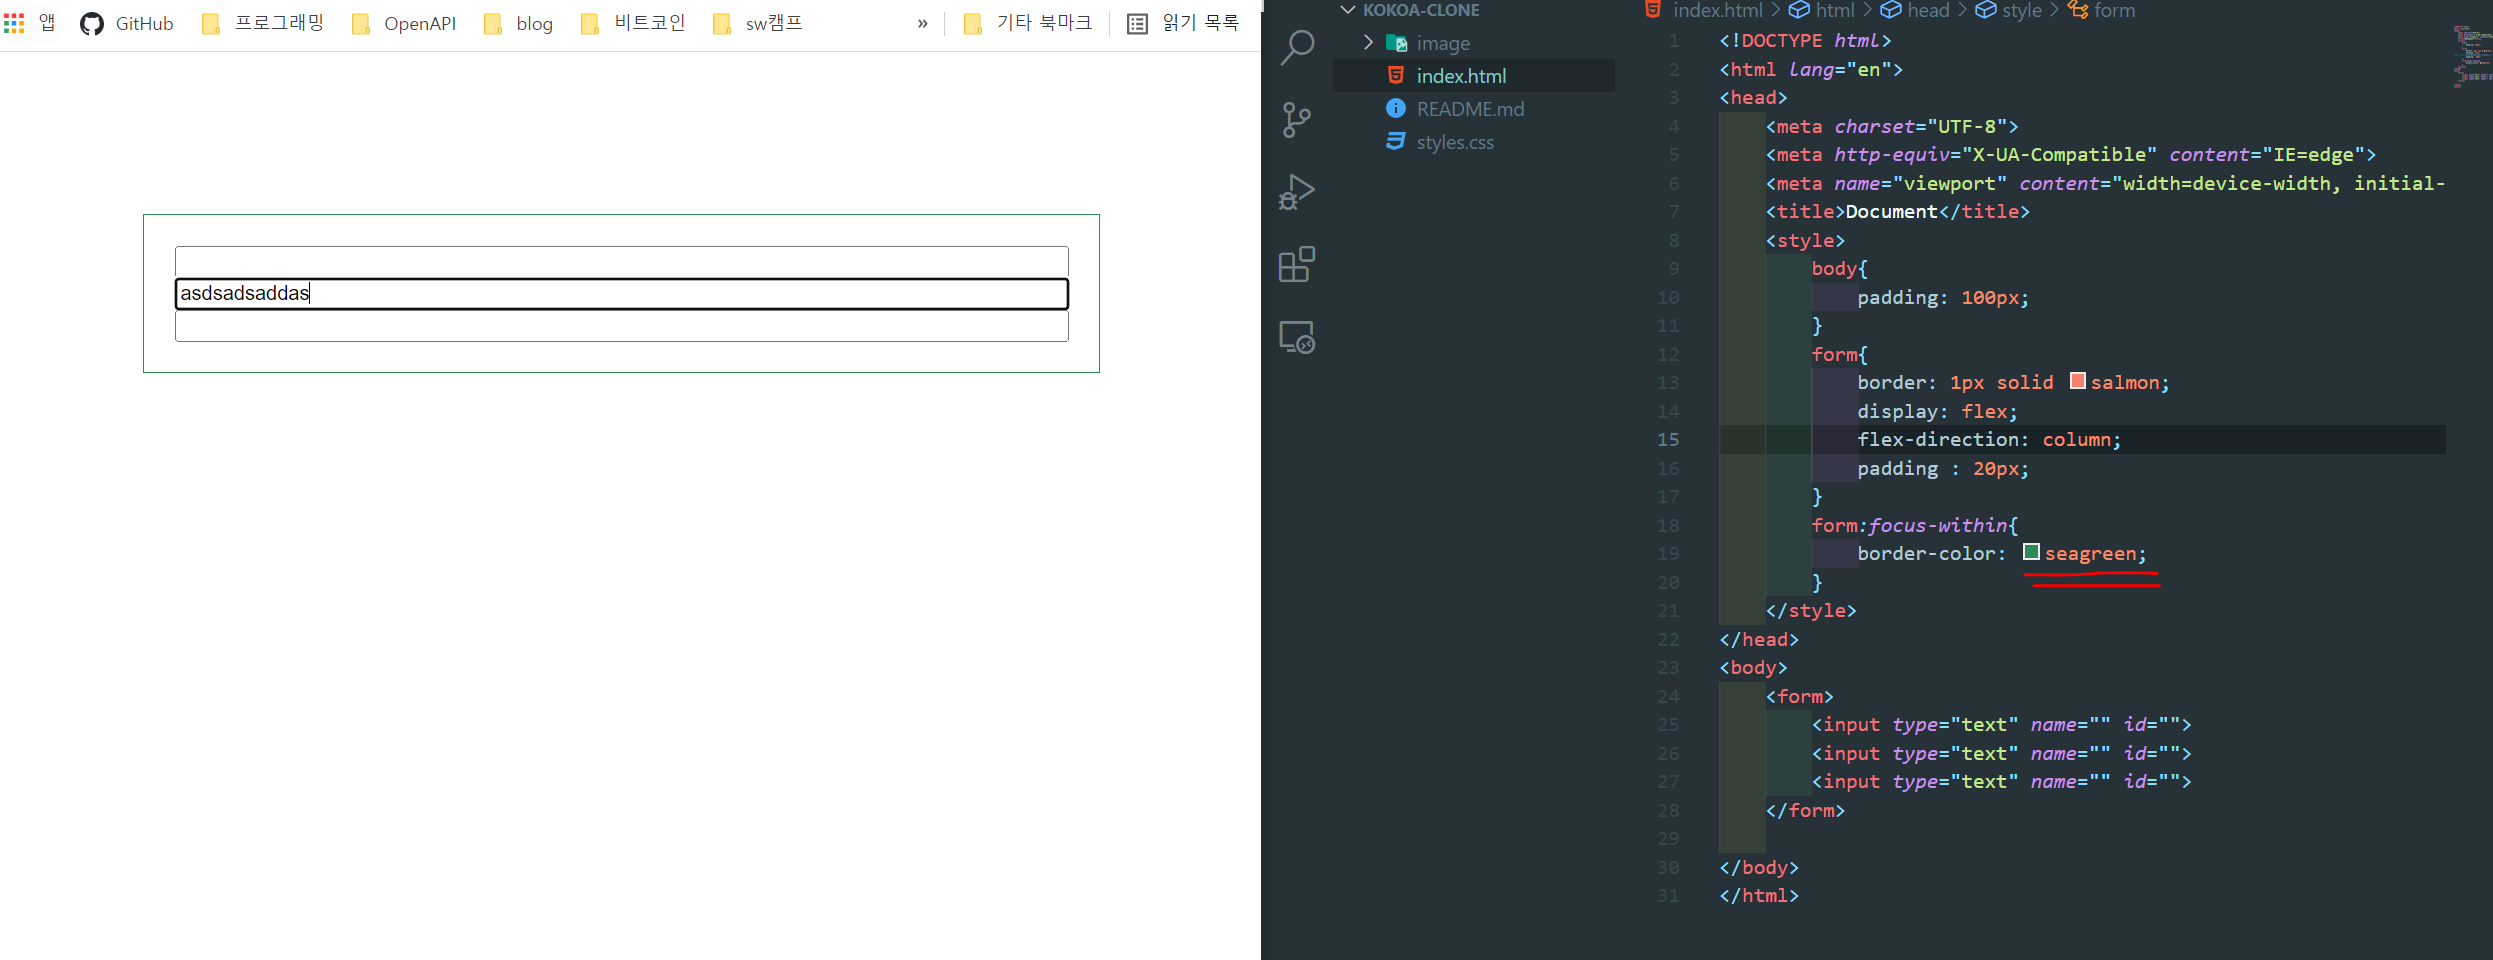 앱 GitHub 프로그래밍 OpenAPI blog 비트코인 sw캠프 » 기타 북마크 읽기 목록
asdsadsaddas
KOKOA-CLONE
image
index.html
README.md
styles.css
index.html > html > head > style > form
1 <!DOCTYPE html>
2 <html lang="en">
3 <head>
4 <meta charset="UTF-8">
5 <meta http-equiv="X-UA-Compatible" content="IE=edge">
6 <meta name="viewport" content="width=device-width, initial-
7 <title>Document</title>
8 <style>
9 body{
10 padding: 100px;
11 }
12 form{
13 border: 1px solid salmon;
14 display: flex;
15 flex-direction: column;
16 padding : 20px;
17 }
18 form:focus-within{
19 border-color: seagreen;
20 }
21 </style>
22 </head>
23 <body>
24 <form>
25 <input type="text" name="" id="">
26 <input type="text" name="" id="">
27 <input type="text" name="" id="">
28 </form>
29
30 </body>
31 </html>